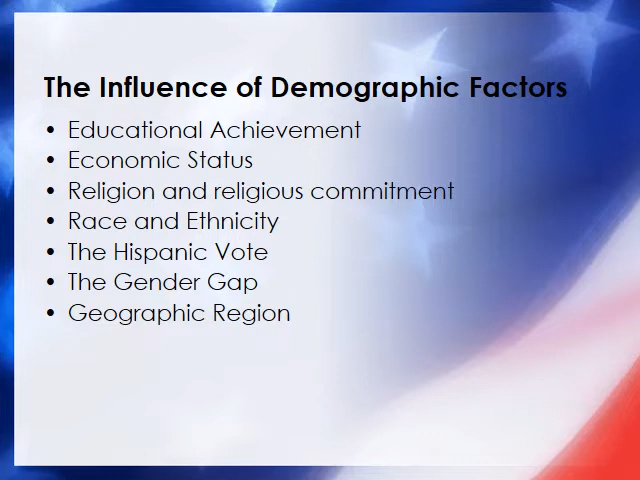 The Influence of Demographic Factors
• Educational Achievement
• Economic Status
• Religion and religious commitment
• Race and Ethnicity
• The Hispanic Vote
• The Gender Gap
• Geographic Region